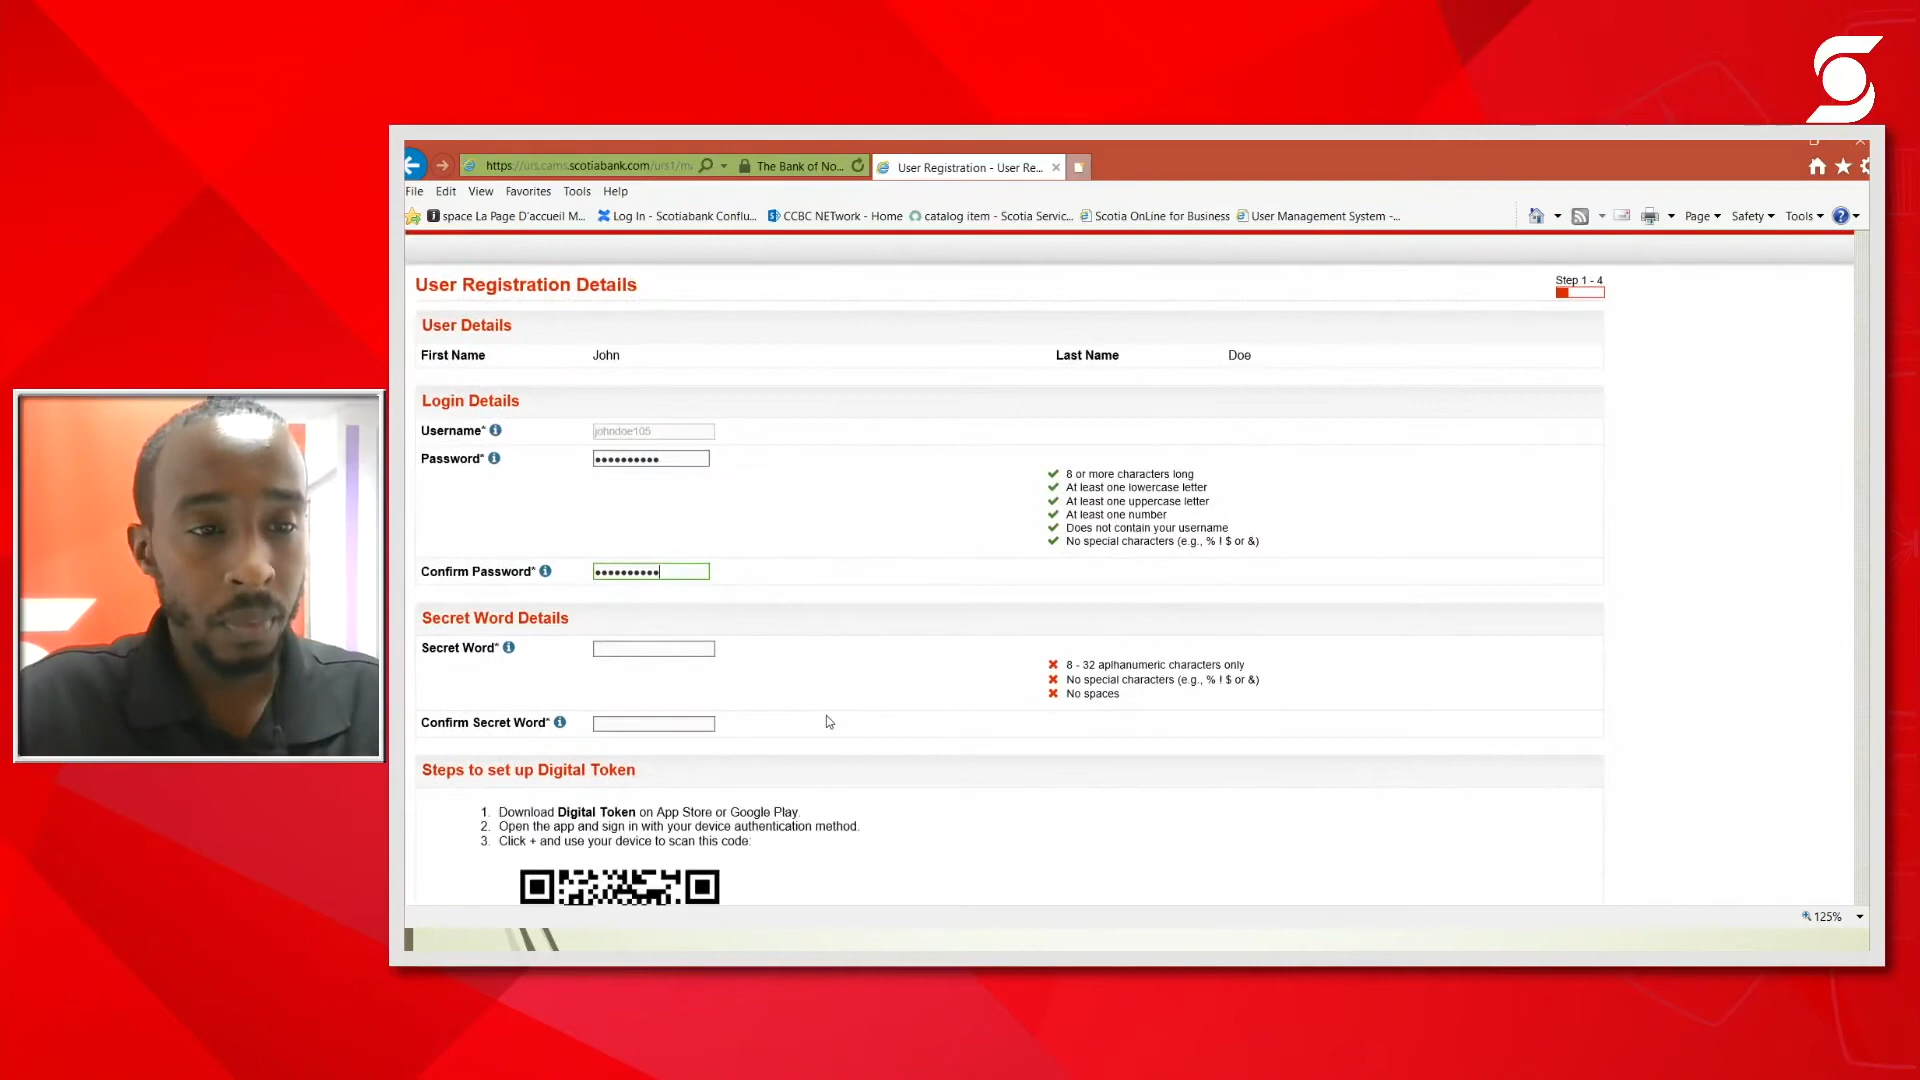 https://urs.cams.scotiabank.com/urs1/m
The Bank of No...
User Registration - User Re...
File Edit View Favorites Tools Help
space La Page D'accueil M...
Log In - Scotiabank Conflu...
CCBC NETwork - Home
catalog item - Scotia Servic...
Scotia OnLine for Business
User Management System -...
Page
Safety
Tools
User Registration Details
Step 1 - 4
User Details
First Name John Last Name Doe
Login Details
Username* johndoe105
Password*
8 or more characters long
At least one lowercase letter
At least one uppercase letter
At least one number
Does not contain your username
No special characters (e.g., % ! $ or &)
Confirm Password*
Secret Word Details
Secret Word*
8 - 32 aplhanumeric characters only
No special characters (e.g., % ! $ or &)
No spaces
Confirm Secret Word*
Steps to set up Digital Token
1. Download Digital Token on App Store or Google Play.
2. Open the app and sign in with your device authentication method.
3. Click + and use your device to scan this code:
125%